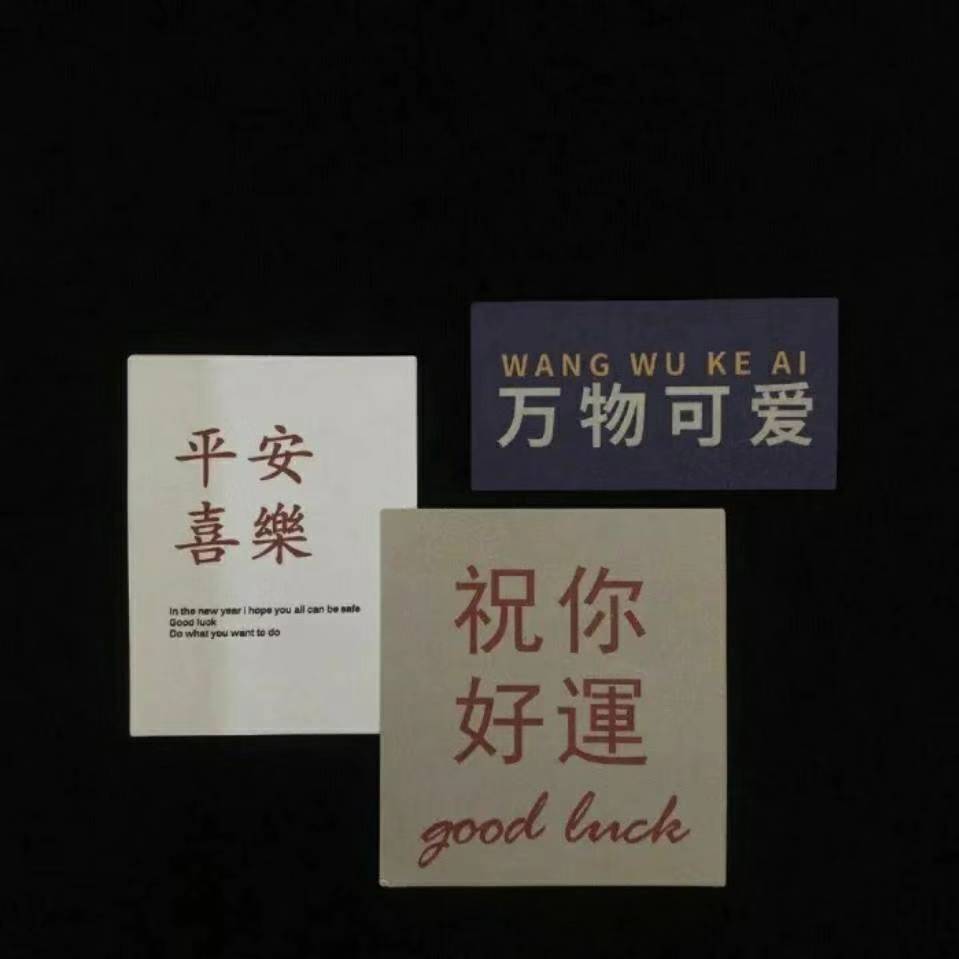 平安
喜樂
In the new year i hope you all can be safe
Good luck
Do what you want to do
WANG WU KE AI
万物可爱
祝你
好運
good luck